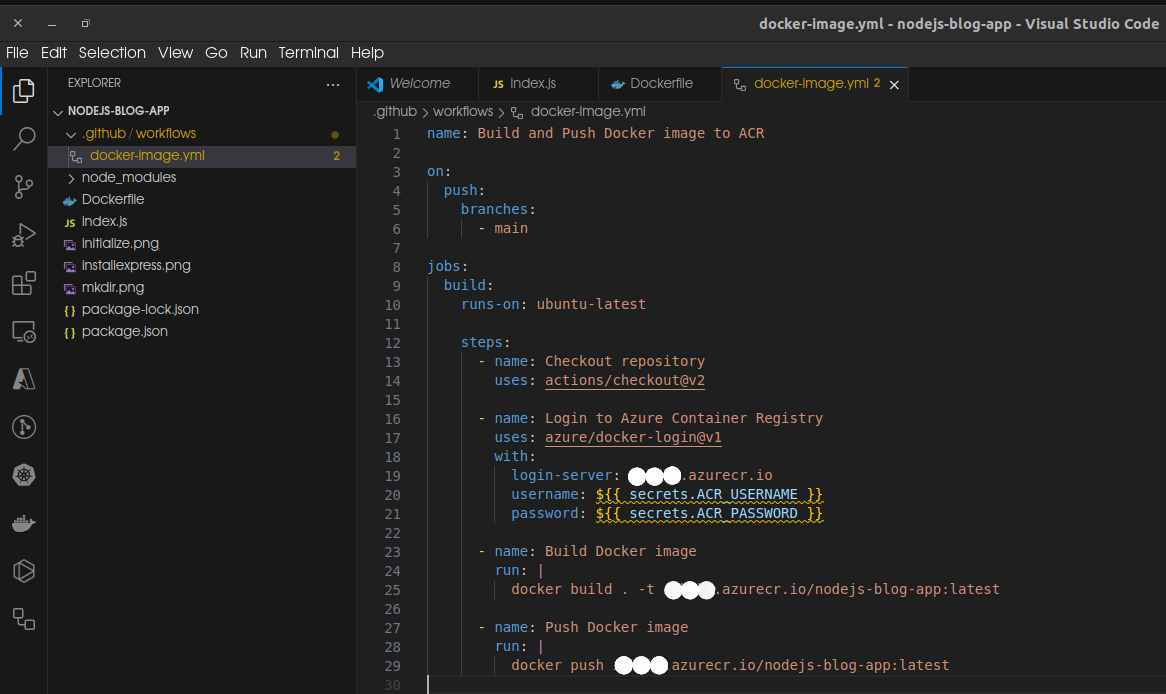 docker-image.yml - nodejs-blog-app - Visual Studio Code
File Edit Selection View Go Run Terminal Help
EXPLORER ...
NODEJS-BLOG-APP
.github / workflows
docker-image.yml 2
node_modules
Dockerfile
JS index.js
initialize.png
installexpress.png
mkdir.png
{} package-lock.json
{} package.json
Welcome JS index.js Dockerfile docker-image.yml 2
.github > workflows > docker-image.yml
1 name: Build and Push Docker image to ACR
2
3 on:
4 push:
5 branches:
6 - main
7
8 jobs:
9 build:
10 runs-on: ubuntu-latest
11
12 steps:
13 - name: Checkout repository
14 uses: actions/checkout@v2
15
16 - name: Login to Azure Container Registry
17 uses: azure/docker-login@v1
18 with:
19 login-server: .azurecr.io
20 username: ${{ secrets.ACR_USERNAME }}
21 password: ${{ secrets.ACR_PASSWORD }}
22
23 - name: Build Docker image
24 run: |
25 docker build . -t .azurecr.io/nodejs-blog-app:latest
26
27 - name: Push Docker image
28 run: |
29 docker push azurecr.io/nodejs-blog-app:latest
30